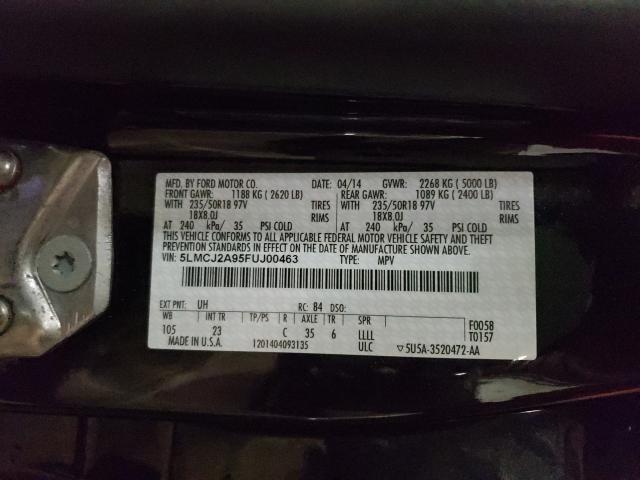 MFD. BY FORD MOTOR CO. DATE: 04/14 GVWR: 2268 KG ( 5000 LB)
FRONT GAWR: 1188 KG ( 2620 LB) REAR GAWR: 1089 KG ( 2400 LB)
WITH 235/50R18 97V TIRES WITH 235/50R18 97V TIRES
18X8.0J RIMS 18X8.0J RIMS
AT 240 kPa/ 35 PSI COLD AT 240 kPa/ 35 PSI COLD
THIS VEHICLE CONFORMS TO ALL APPLICABLE FEDERAL MOTOR VEHICLE SAFETY AND THEFT
PREVENTION STANDARDS IN EFFECT ON THE DATE OF MANUFACTURE SHOWN ABOVE.
VIN: 5LMCJ2A95FUJ00463 TYPE: MPV
EXT PNT: UH RC: 84 DSO:
WB INT TR TP/PS R AXLE TR SPR F0058
105 23 C 35 6 LLLL T0157
MADE IN U.S.A. 1201404093135 ULC ▽5U5A-3520472-AA